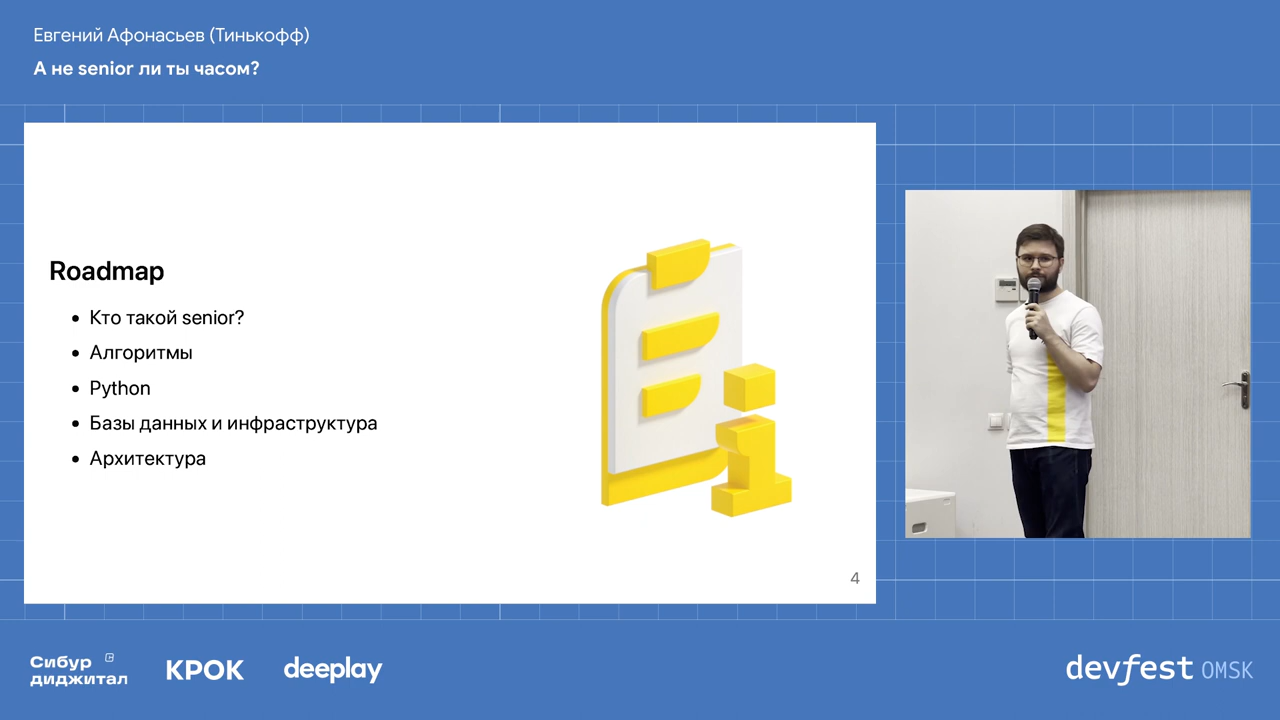 Евгений Афонасьев (Тинькофф)
А не senior ли ты часом?
Roadmap
Кто такой senior?
Алгоритмы
Python
Базы данных и инфраструктура
Архитектура
4
Сибур
диджитал
КРОК
deeplay
devfest OMSK